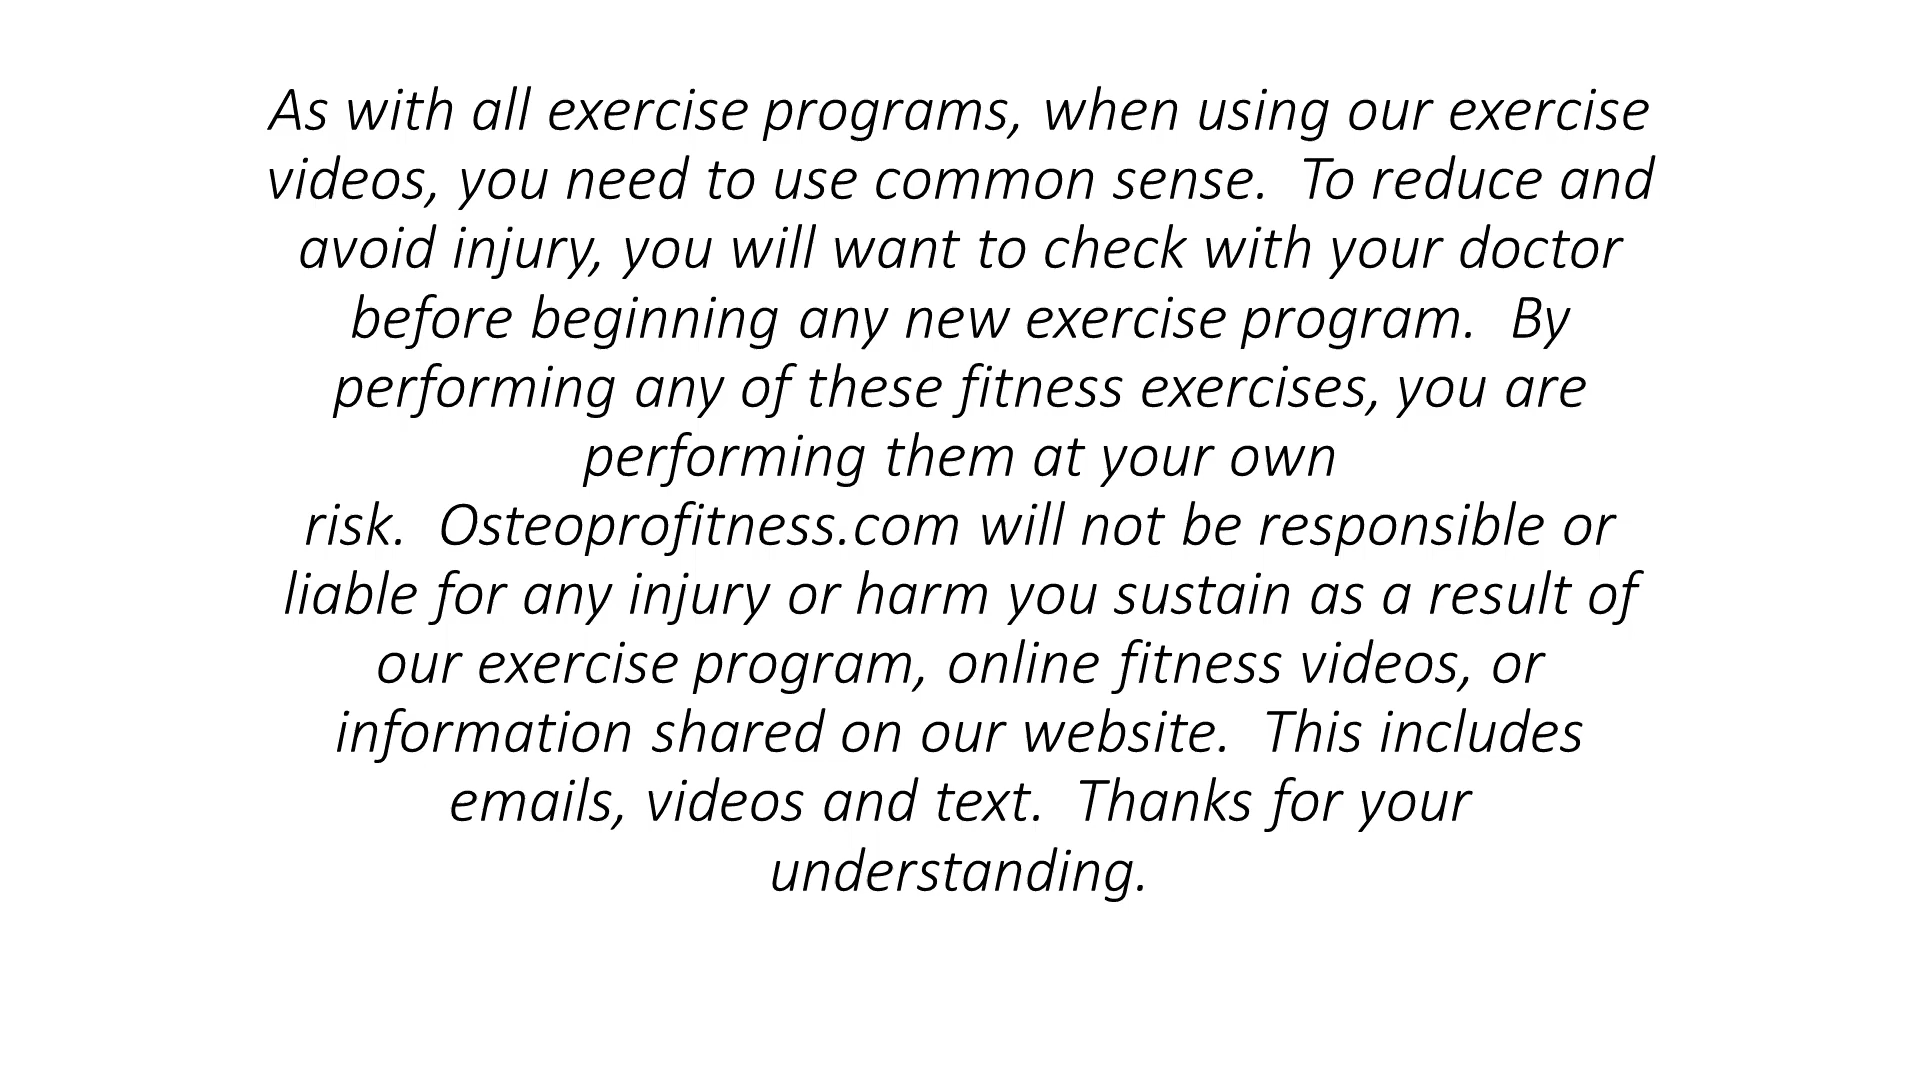 As with all exercise programs, when using our exercise
videos, you need to use common sense.  To reduce and
avoid injury, you will want to check with your doctor
before beginning any new exercise program.  By
performing any of these fitness exercises, you are
performing them at your own
risk.  Osteoprofitness.com will not be responsible or
liable for any injury or harm you sustain as a result of
our exercise program, online fitness videos, or
information shared on our website.  This includes
emails, videos and text.  Thanks for your
understanding.